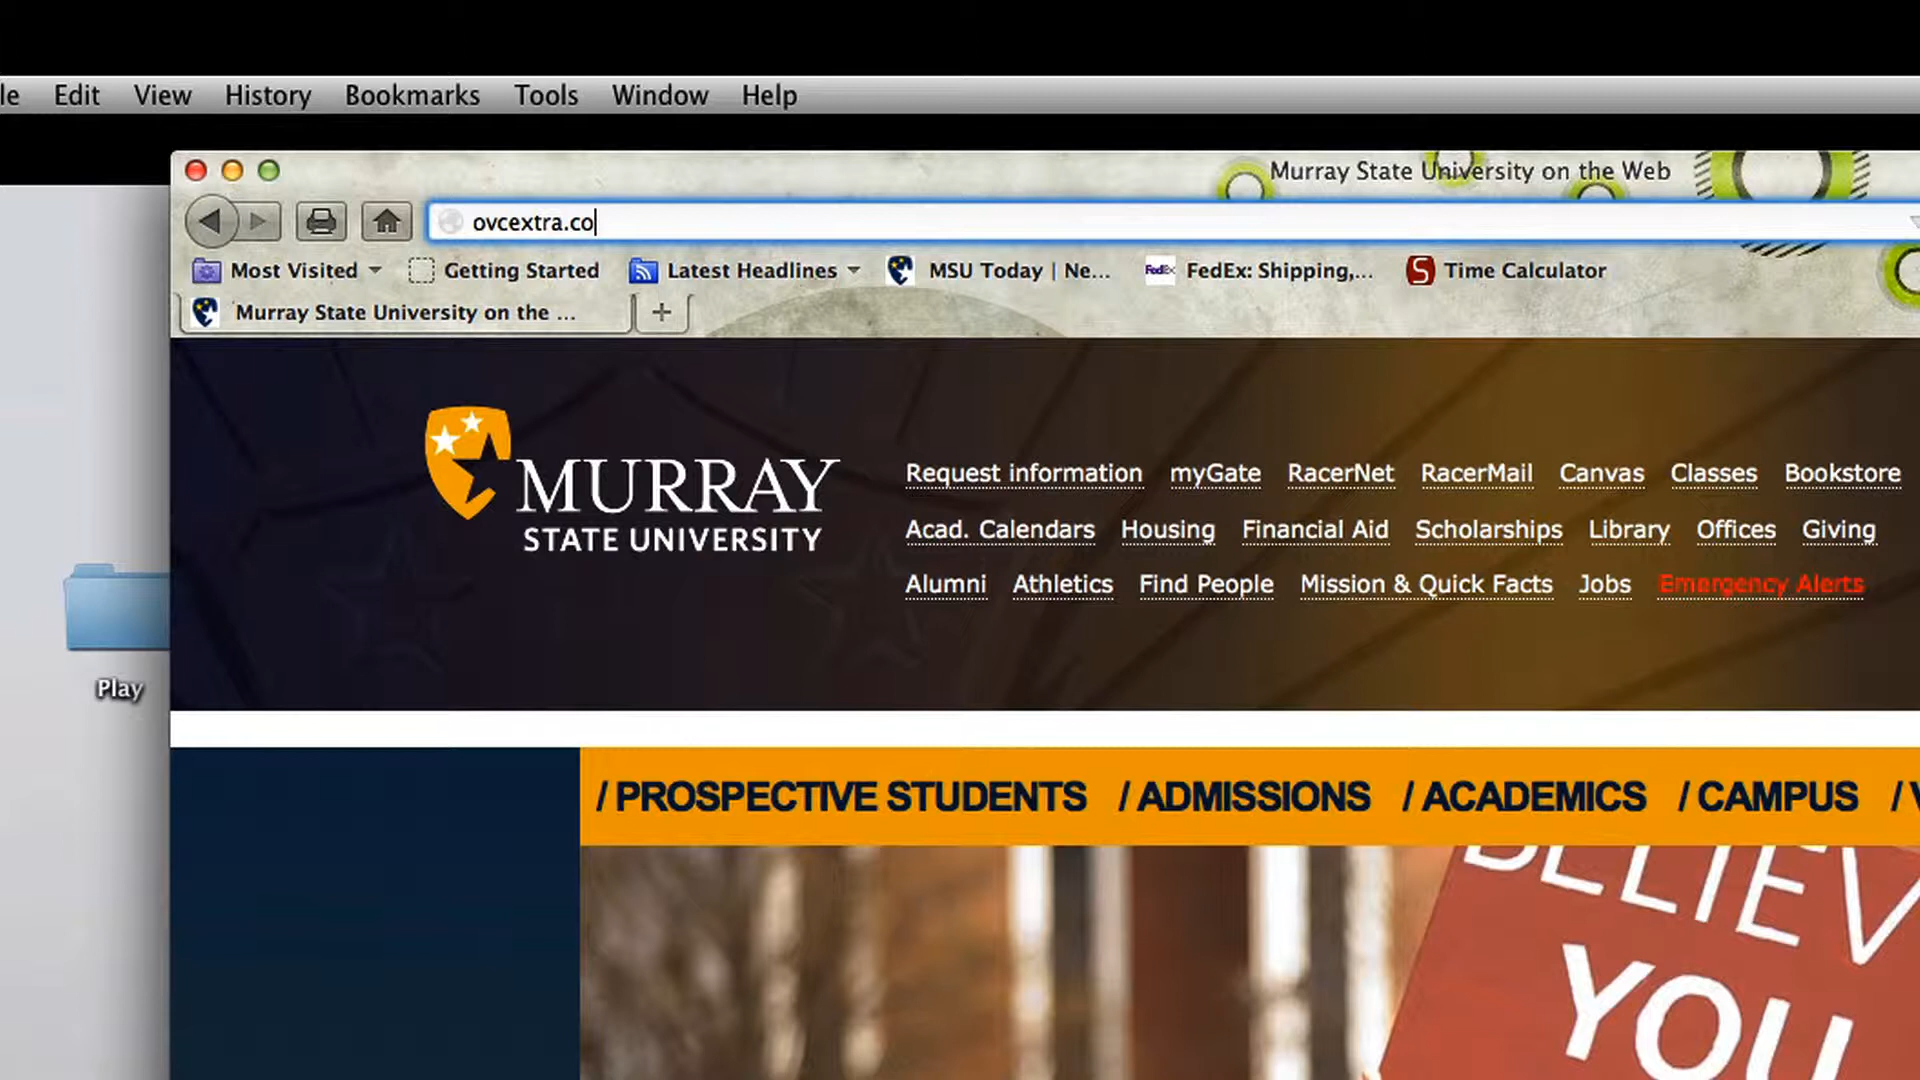 le Edit View History Bookmarks Tools Window Help
Murray State University on the Web
ovcextra.co
Most Visited Getting Started Latest Headlines MSU Today | Ne... FedEx FedEx: Shipping,... S Time Calculator
Murray State University on the ...
MURRAY
STATE UNIVERSITY
Request information myGate RacerNet RacerMail Canvas Classes Bookstore
Acad. Calendars Housing Financial Aid Scholarships Library Offices Giving
Alumni Athletics Find People Mission & Quick Facts Jobs Emergency Alerts
Play
/ PROSPECTIVE STUDENTS / ADMISSIONS / ACADEMICS / CAMPUS / V
BELIEV
YOU